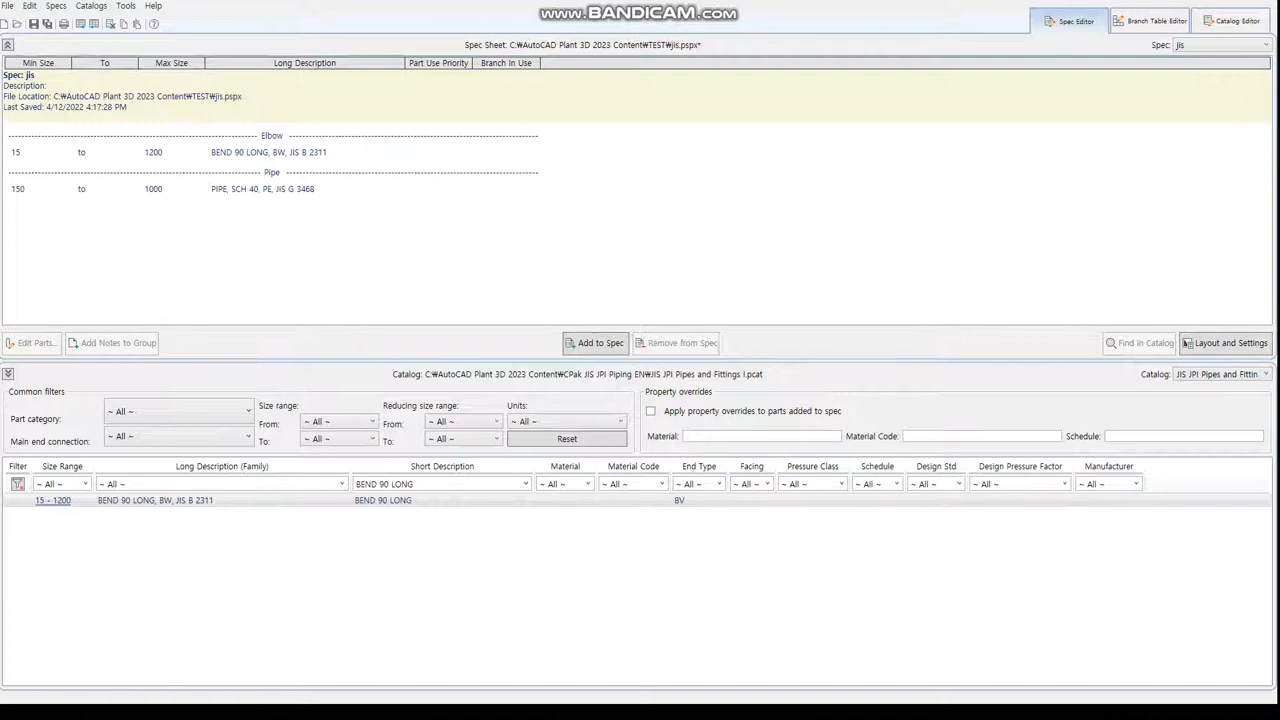 www.BANDICAM.com
File Edit Specs Catalogs Tools Help
Spec Editor Branch Table Editor Catalog Editor
Spec Sheet: C:₩AutoCAD Plant 3D 2023 Content₩TEST₩jis.pspx* Spec: jis
Min Size To Max Size Long Description Part Use Priority Branch In Use
Spec: jis
Description:
File Location: C:₩AutoCAD Plant 3D 2023 Content₩TEST₩jis.pspx
Last Saved: 4/12/2022 4:17:28 PM
Elbow
15 to 1200 BEND 90 LONG, BW, JIS B 2311
Pipe
150 to 1000 PIPE, SCH 40, PE, JIS G 3468
Edit Parts... Add Notes to Group Add to Spec Remove from Spec Find in Catalog Layout and Settings
Catalog: C:₩AutoCAD Plant 3D 2023 Content₩CPak JIS JPI Piping EN₩JIS JPI Pipes and Fittings I.pcat Catalog: JIS JPI Pipes and Fittin
Common filters Property overrides
Part category: ~ All ~ Size range: Reducing size range: Units: Apply property overrides to parts added to spec
From: ~ All ~ From: ~ All ~ ~ All ~
Main end connection: ~ All ~ To: ~ All ~ To: ~ All ~ Reset Material: Material Code: Schedule:
Filter Size Range Long Description (Family) Short Description Material Material Code End Type Facing Pressure Class Schedule Design Std Design Pressure Factor Manufacturer
~ All ~ ~ All ~ BEND 90 LONG ~ All ~ ~ All ~ ~ All ~ ~ All ~ ~ All ~ ~ All ~ ~ All ~ ~ All ~ ~ All ~
15 - 1200 BEND 90 LONG, BW, JIS B 2311 BEND 90 LONG BV